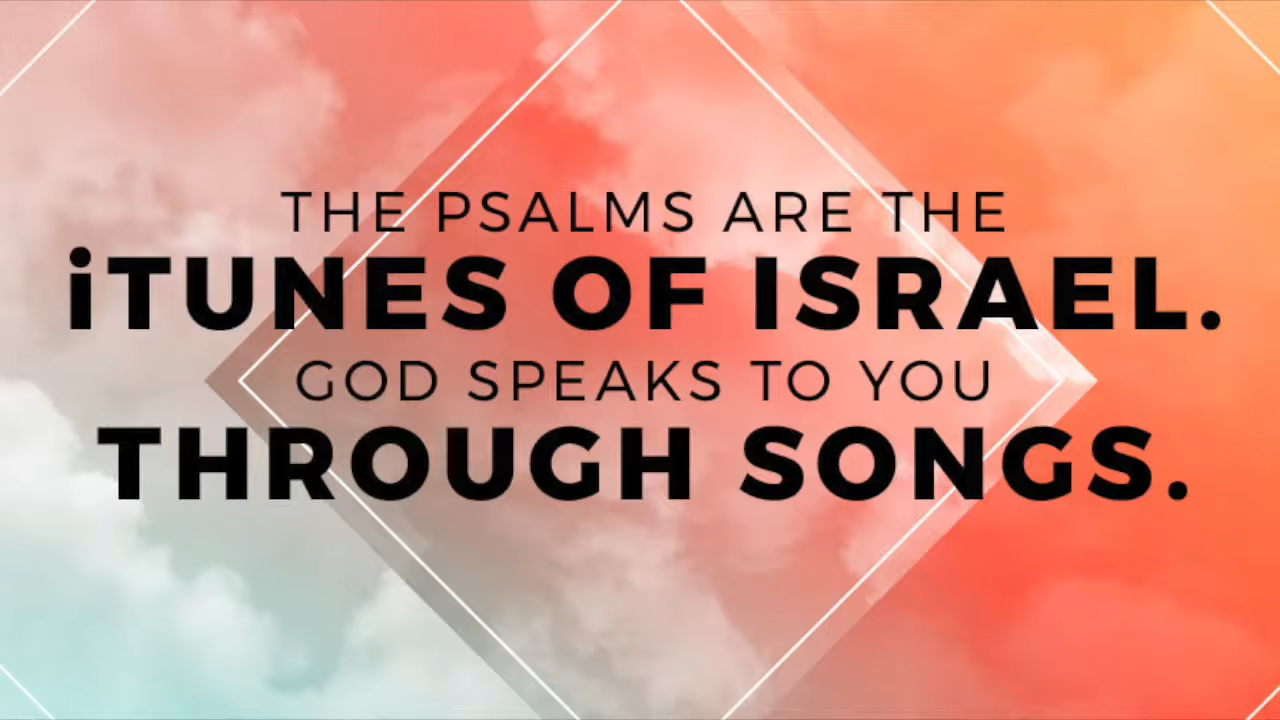 THE PSALMS ARE THE
iTUNES OF ISRAEL.
GOD SPEAKS TO YOU
THROUGH SONGS.